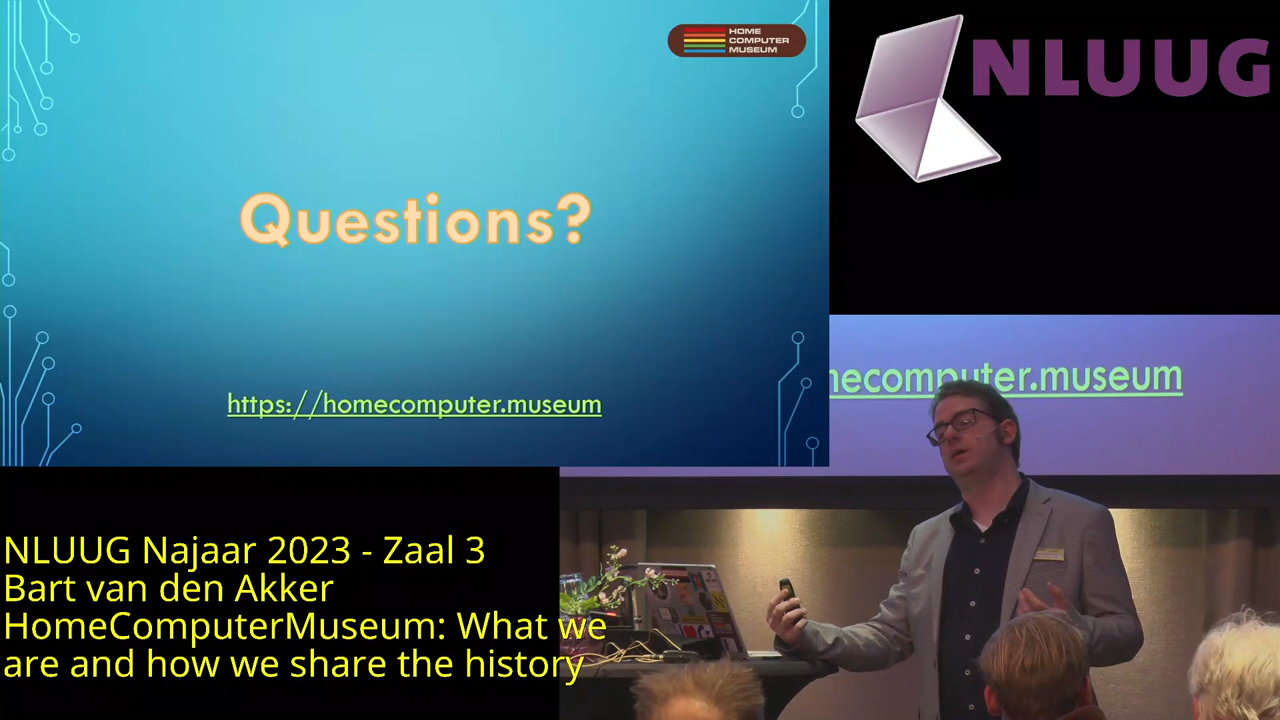 HOME
COMPUTER
MUSEUM
NLUUG
Questions?
https://homecomputer.museum
necomputer.museum
NLUUG Najaar 2023 - Zaal 3
Bart van den Akker
HomeComputerMuseum: What we
are and how we share the history